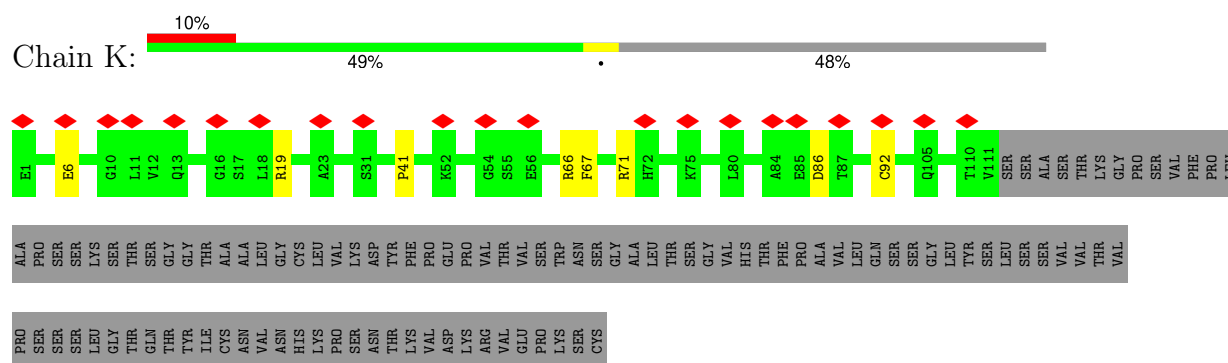 10%
Chain K:
49% • 48%
E1 E6 G10 L11 V12 Q13 G16 S17 L18 R19 A23 S31 P41 K52 G54 S55 E56 R66 F67 R71 H72 K75 L80 A84 E85 D86 T87 C92 Q105 T110 V111 SER SER ALA SER THR LYS GLY PRO SER VAL PHE PRO LEU
ALA PRO SER SER LYS SER THR SER GLY GLY THR ALA ALA LEU GLY CYS LEU VAL LYS ASP TYR PHE PRO GLU PRO VAL THR VAL SER TRP ASN SER GLY ALA LEU THR SER GLY VAL HIS THR PHE PRO ALA VAL LEU GLN SER SER GLY LEU TYR SER LEU SER SER VAL VAL THR VAL
PRO SER SER SER LEU GLY THR GLN THR TYR ILE CYS ASN VAL ASN HIS LYS PRO SER ASN THR LYS VAL ASP LYS ARG VAL GLU PRO LYS SER CYS